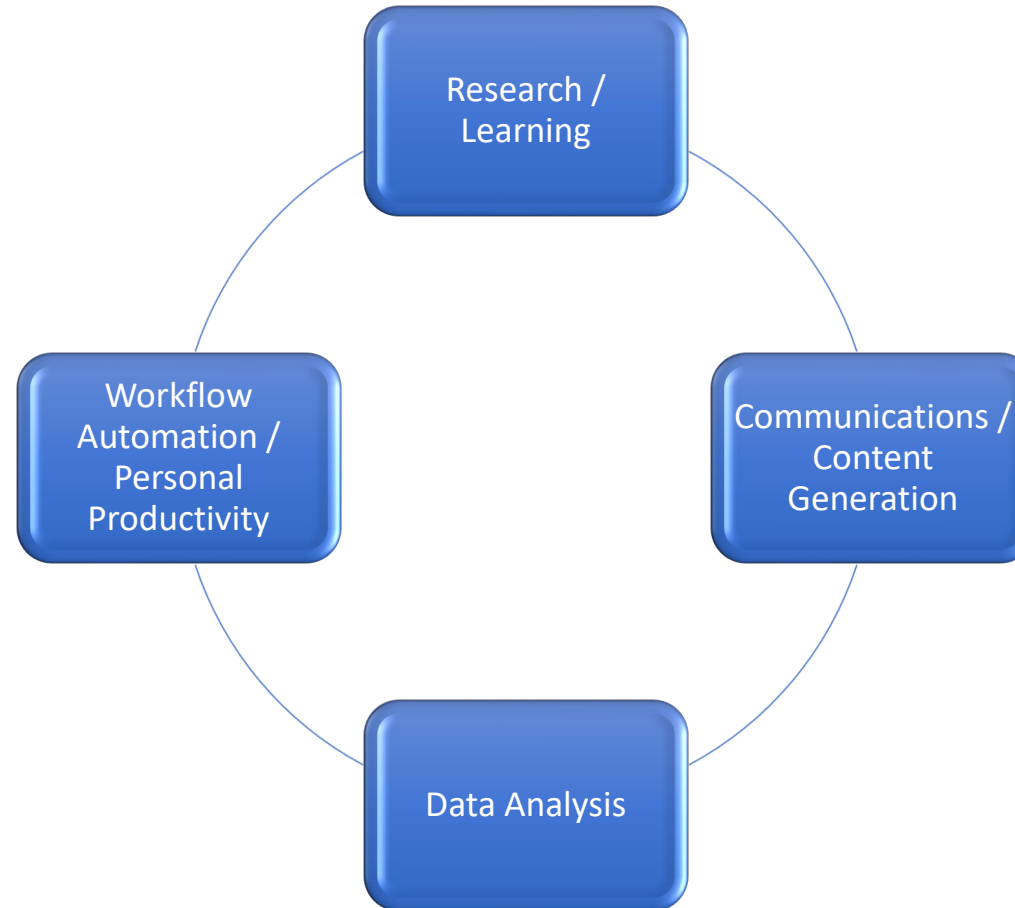 Research /
Learning
Workflow
Automation /
Personal
Productivity
Communications /
Content
Generation
Data Analysis